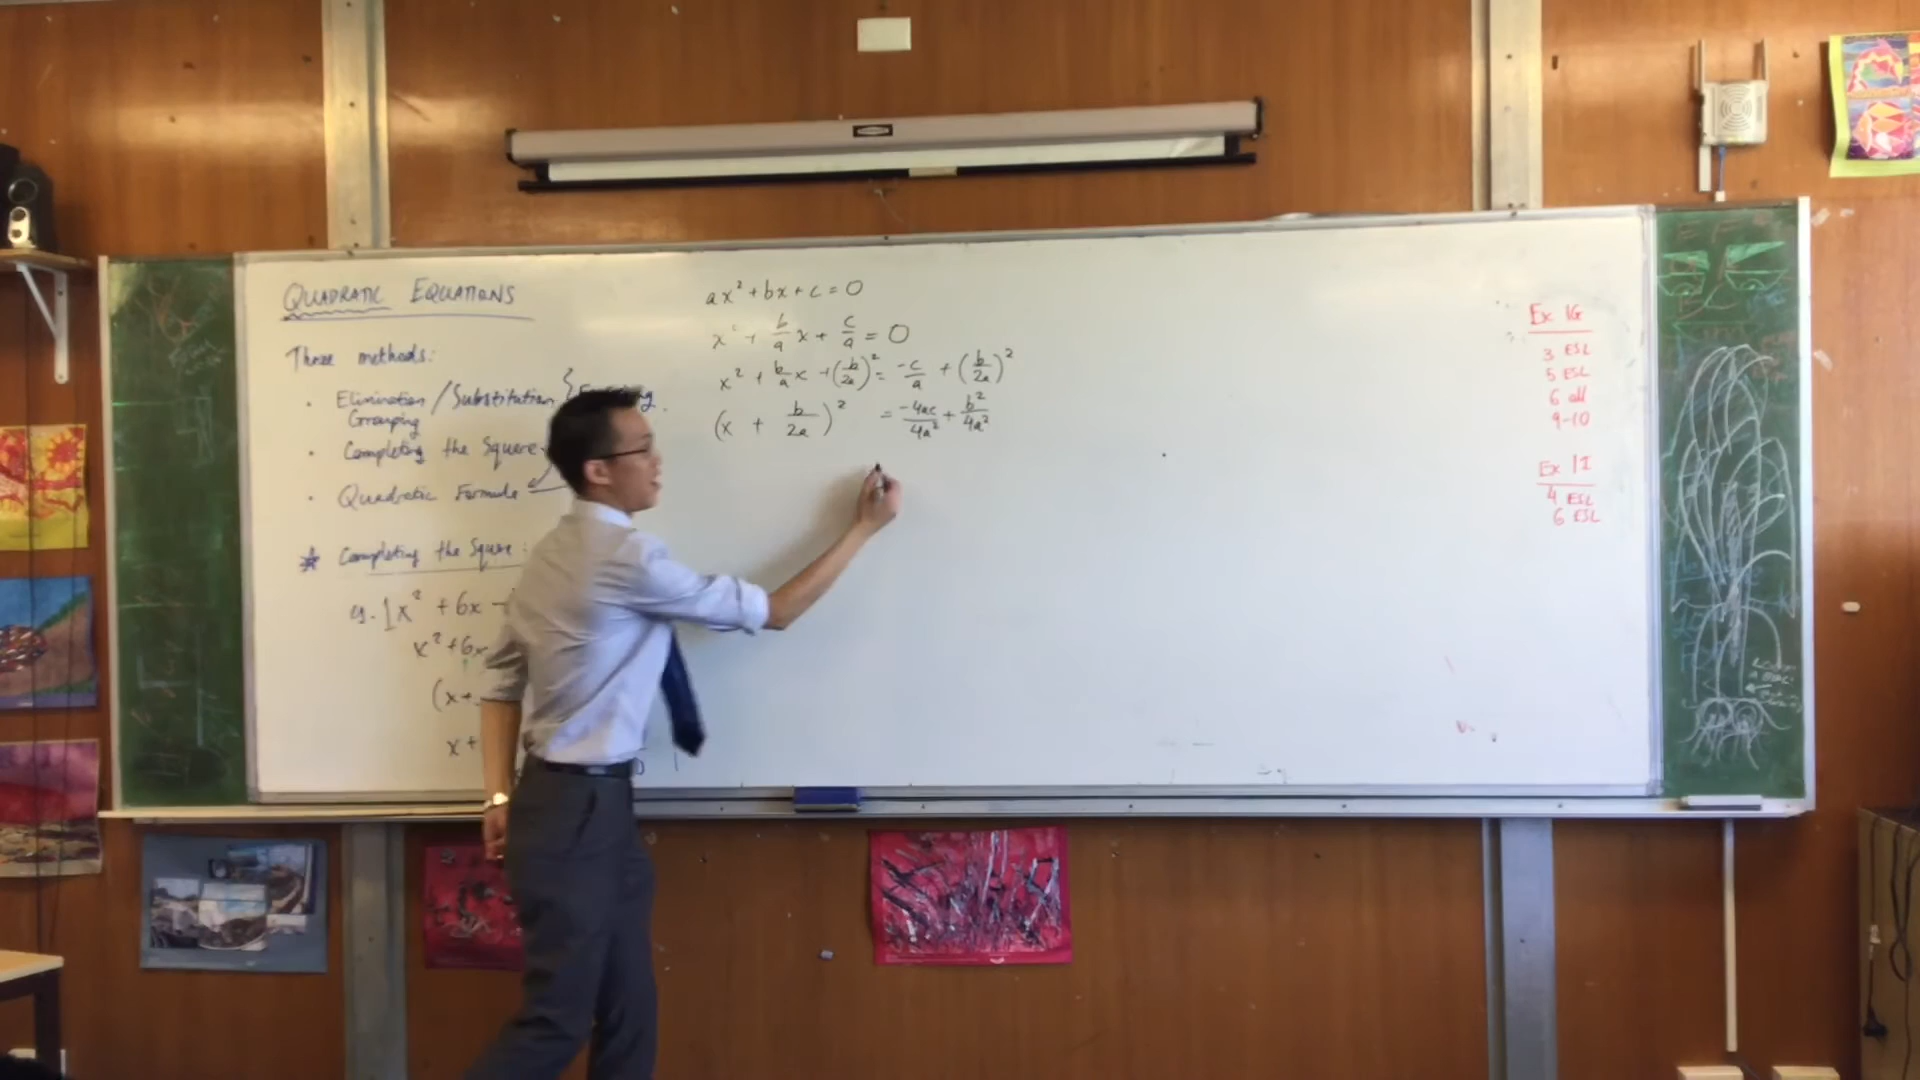 QUADRATIC EQUATIONS
Three methods:
• Elimination / Substitution
Grouping
• Completing the Square
• Quadratic Formula
* Completing the Square:
eg. 1x² + 6x
x² + 6x
(x +
x +
ax² + bx + c = 0
x² + b/a x + c/a = 0
x² + b/a x + (b/2a)² = -c/a + (b/2a)²
(x + b/2a)² = -4ac/4a² + b²/4a²
Ex 1G
3 ESL
5 ESL
6 all
9-10
Ex 1I
4 ESL
6 ESL